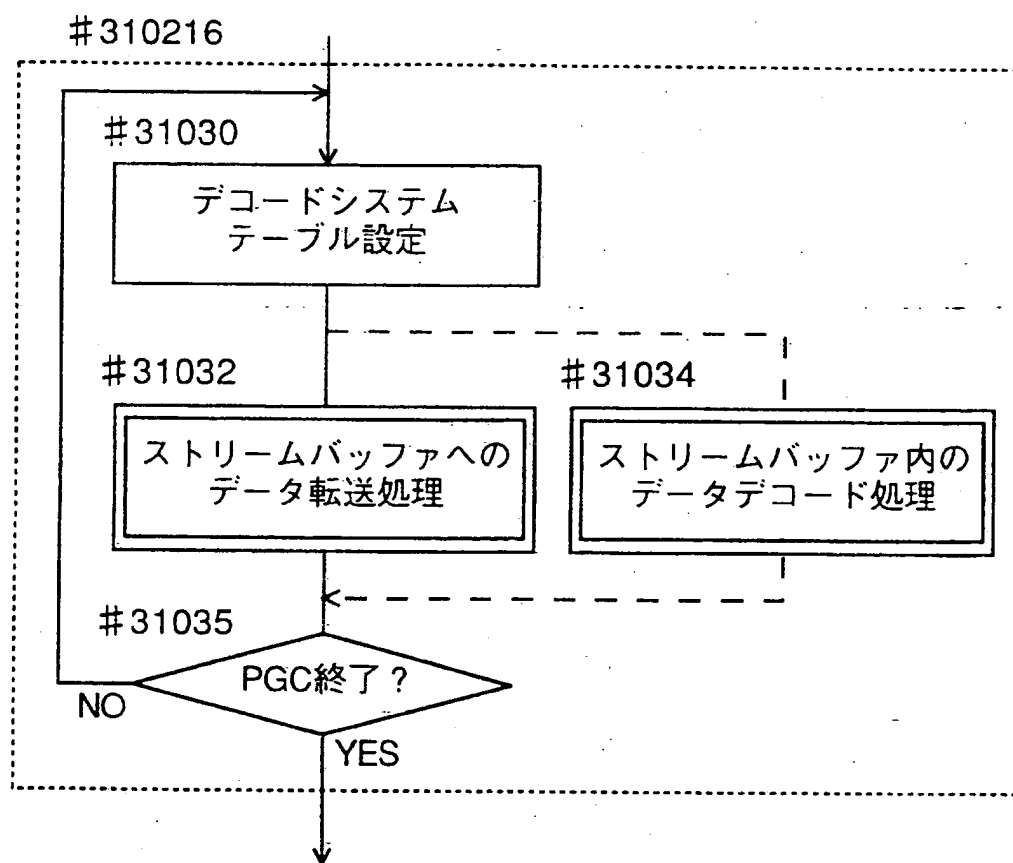 #310216
#31030
デコードシステム
テーブル設定
#31032
#31034
ストリームバッファへの
データ転送処理
ストリームバッファ内の
データデコード処理
#31035
PGC終了？
NO
YES